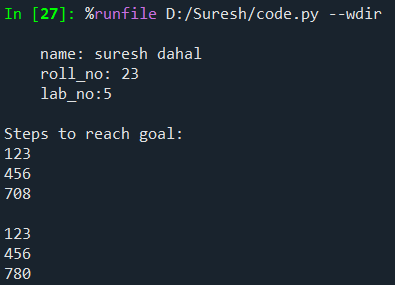 In [27]: %runfile D:/Suresh/code.py --wdir
name: suresh dahal
roll_no: 23
lab_no:5
Steps to reach goal:
123
456
708
123
456
780